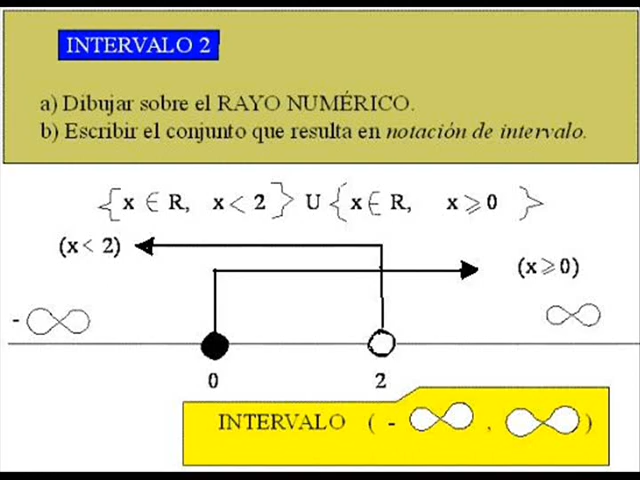 INTERVALO 2
a) Dibujar sobre el RAYO NUMÉRICO.
b) Escribir el conjunto que resulta en notación de intervalo.
{x ∈ R, x < 2} U {x ∈ R, x ⩾ 0}
(x < 2)
(x ⩾ 0)
- ∞ ∞
0 2
INTERVALO ( - ∞ , ∞ )